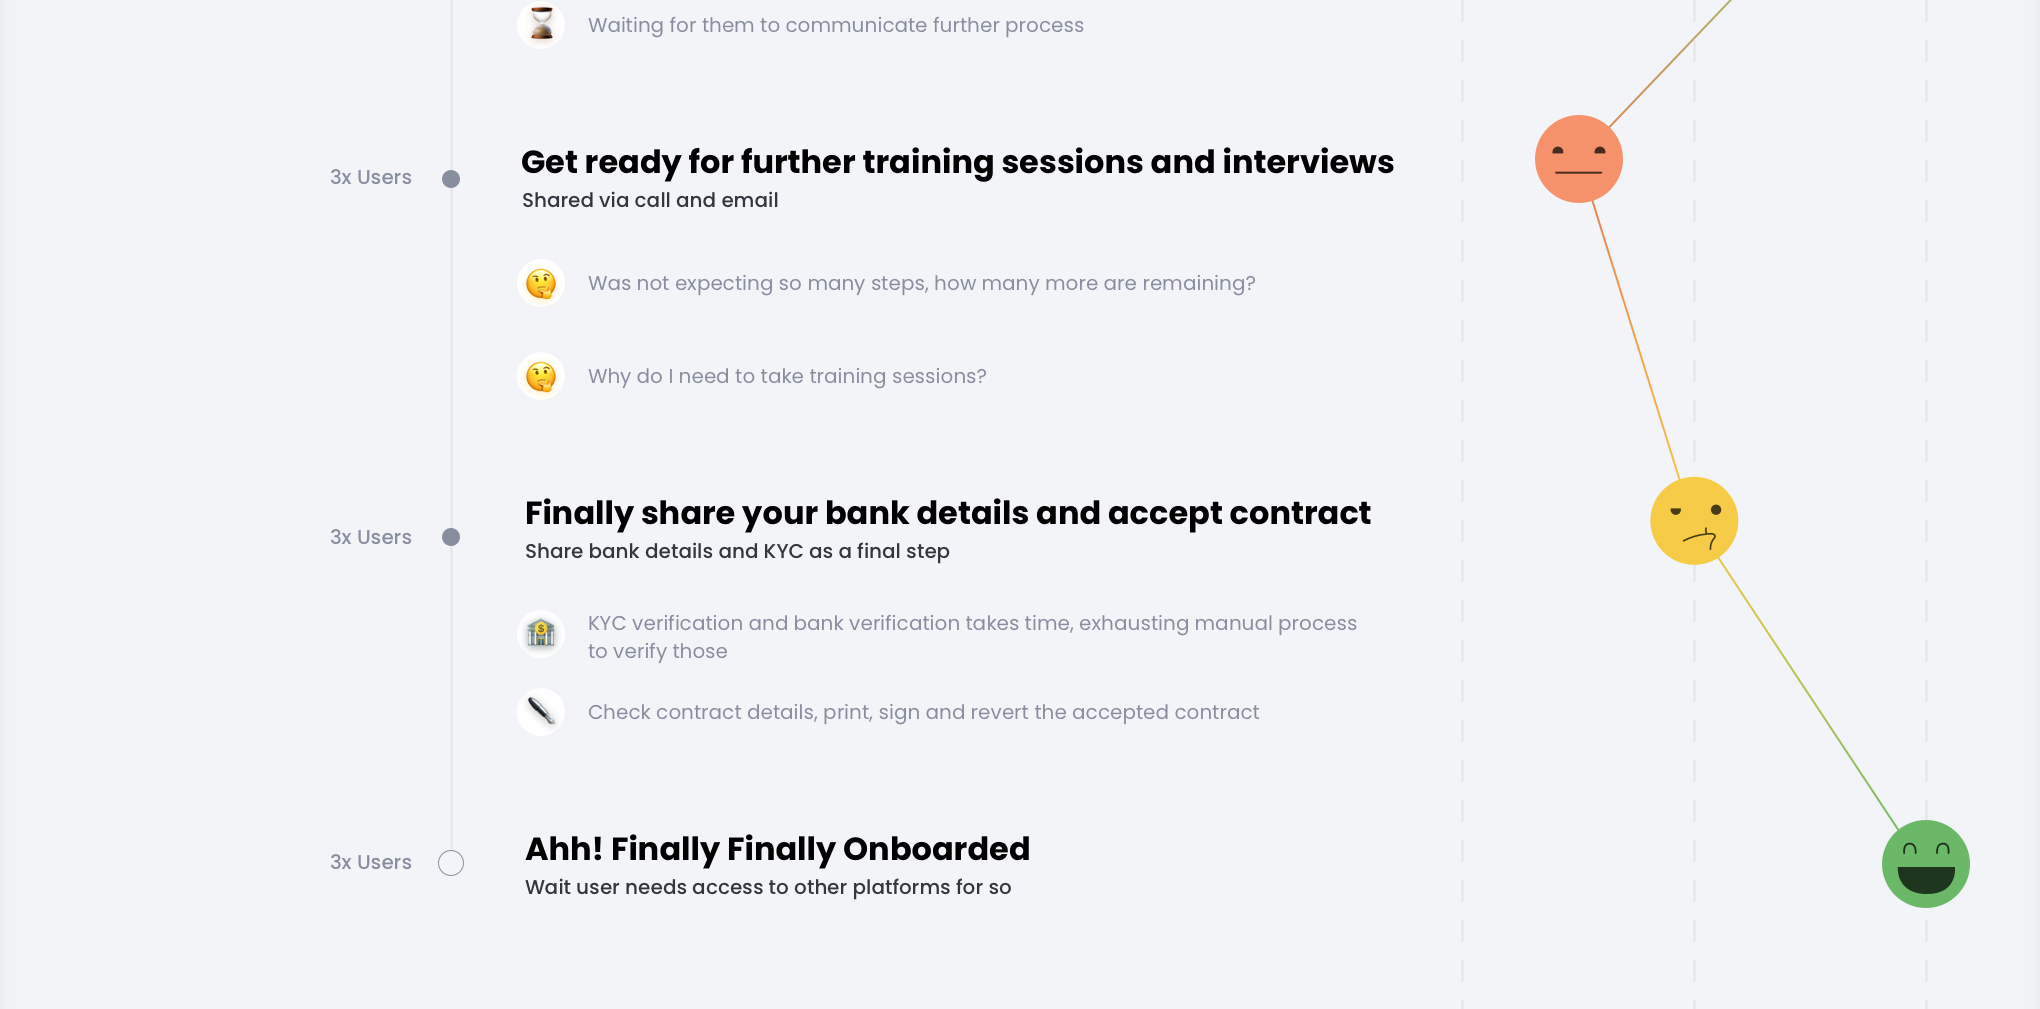 Waiting for them to communicate further process
3x Users
Get ready for further training sessions and interviews
Shared via call and email
Was not expecting so many steps, how many more are remaining?
Why do I need to take training sessions?
3x Users
Finally share your bank details and accept contract
Share bank details and KYC as a final step
KYC verification and bank verification takes time, exhausting manual process
to verify those
Check contract details, print, sign and revert the accepted contract
3x Users
Ahh! Finally Finally Onboarded
Wait user needs access to other platforms for so